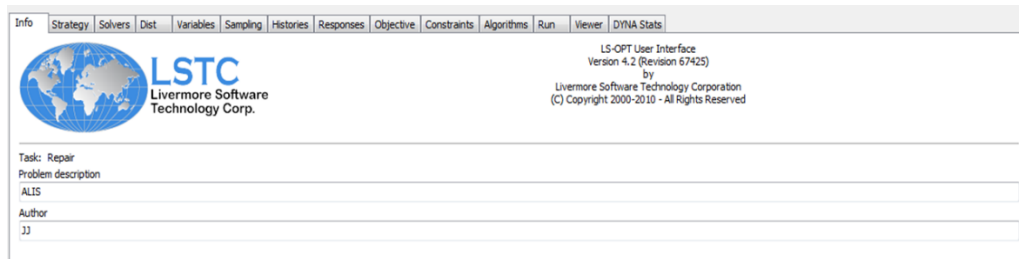 Info Strategy Solvers Dist Variables Sampling Histories Responses Objective Constraints Algorithms Run Viewer DYNA Stats
LSTC
Livermore Software
Technology Corp.
LS-OPT User Interface
Version 4.2 (Revision 67425)
by
Livermore Software Technology Corporation
(C) Copyright 2000-2010 - All Rights Reserved
Task: Repair
Problem description
ALIS
Author
JJ